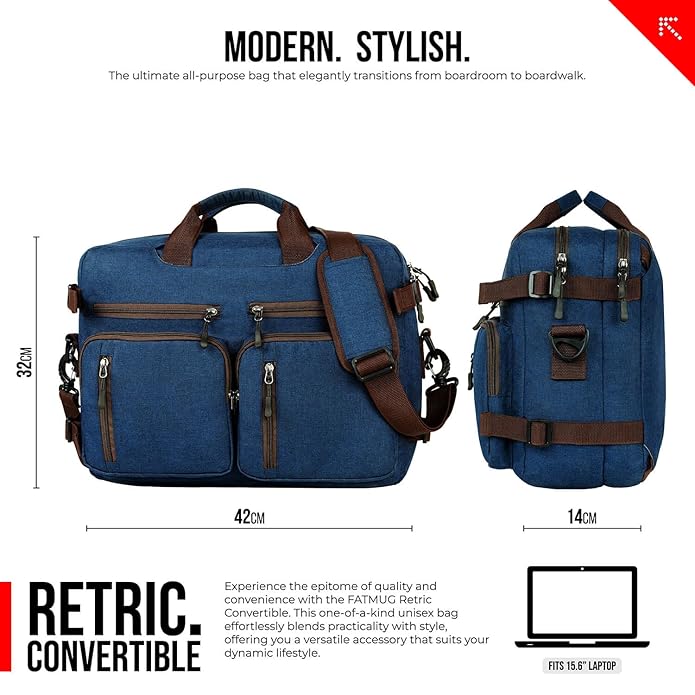 MODERN. STYLISH.
The ultimate all-purpose bag that elegantly transitions from boardroom to boardwalk.
32CM
42CM
14CM
RETRIC.
CONVERTIBLE
Experience the epitome of quality and
convenience with the FATMUG Retric
Convertible. This one-of-a-kind unisex bag
effortlessly blends practicality with style,
offering you a versatile accessory that suits your
dynamic lifestyle.
FITS 15.6" LAPTOP